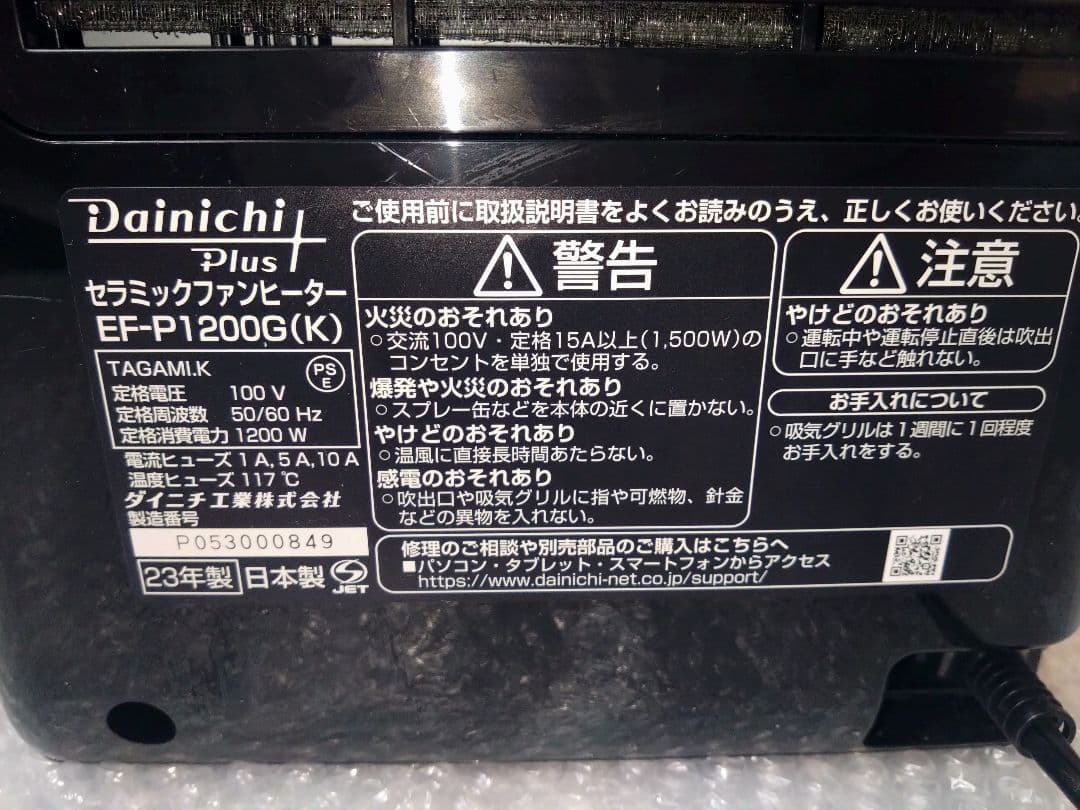 Dainichi
Plus
セラミックファンヒーター
EF-P1200G(K)
TAGAMI.K
PS
E
定格電圧 100 V
定格周波数 50/60 Hz
定格消費電力 1200 W
電流ヒューズ 1 A, 5 A, 10 A
温度ヒューズ 117 ℃
ダイニチ工業株式会社
製造番号
P053000849
23年製 日本製
JET
ご使用前に取扱説明書をよくお読みのうえ、正しくお使いください。
警告
火災のおそれあり
○交流100V・定格15A以上(1,500W)の
コンセントを単独で使用する。
爆発や火災のおそれあり
○スプレー缶などを本体の近くに置かない。
やけどのおそれあり
○温風に直接長時間あたらない。
感電のおそれあり
○吹出口や吸気グリルに指や可燃物、針金
などの異物を入れない。
注意
やけどのおそれあり
○運転中や運転停止直後は吹出
口に手など触れない。
お手入れについて
○吸気グリルは1週間に1回程度
お手入れをする。
修理のご相談や別売部品のご購入はこちらへ
■パソコン・タブレット・スマートフォンからアクセス
https://www.dainichi-net.co.jp/support/